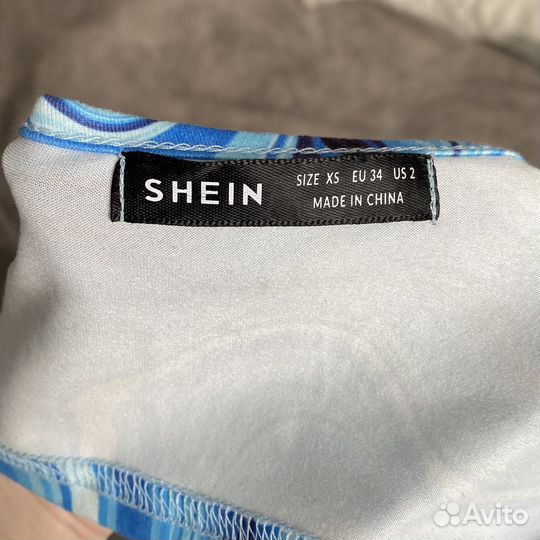 SHEIN
SIZE XS EU 34 US 2
MADE IN CHINA
Avito